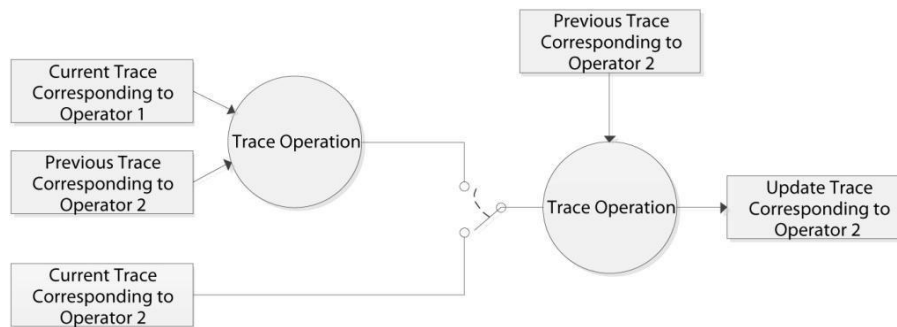 Current Trace
Corresponding to
Operator 1
Previous Trace
Corresponding to
Operator 2
Trace Operation
Current Trace
Corresponding to
Operator 2
Previous Trace
Corresponding to
Operator 2
Trace Operation
Update Trace
Corresponding to
Operator 2